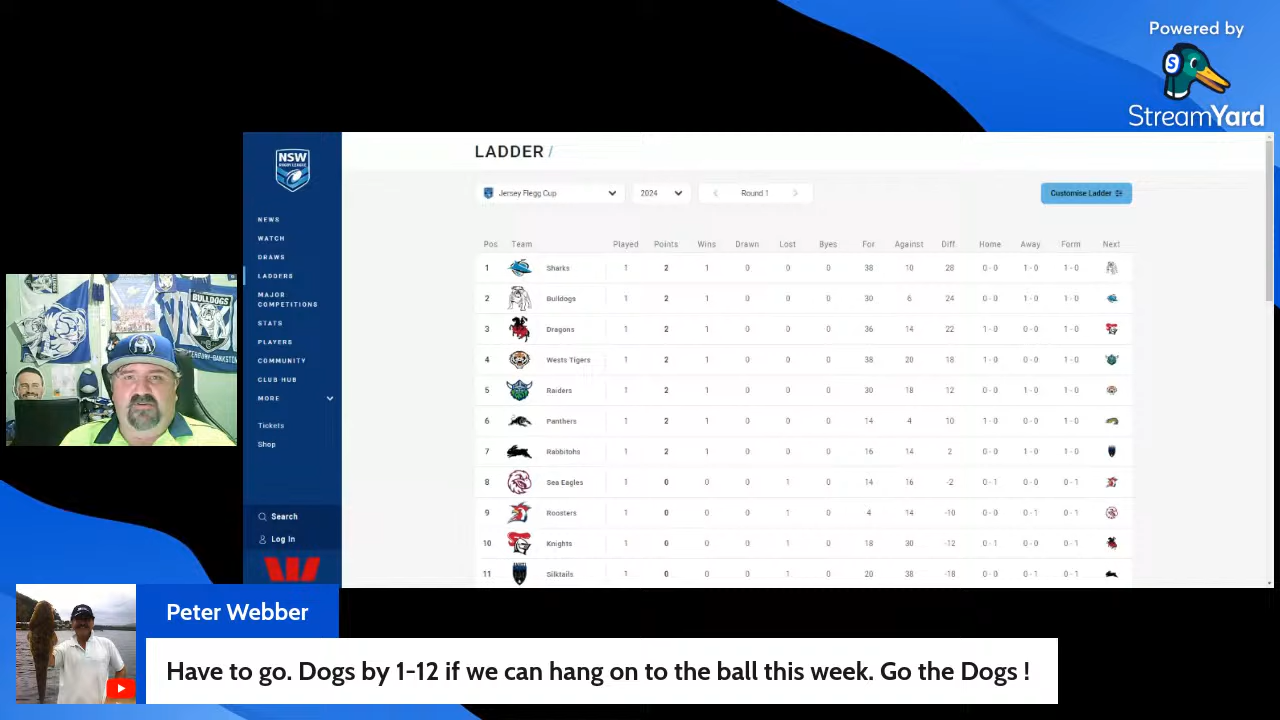 Powered by
StreamYard
NSW
RUGBY LEAGUE
LADDER /
Jersey Flegg Cup
2024
Round 1
Customise Ladder
NEWS
WATCH
DRAWS
LADDERS
MAJOR
COMPETITIONS
STATS
PLAYERS
COMMUNITY
CLUB HUB
MORE
Tickets
Shop
Search
Log In
Pos Team Played Points Wins Drawn Lost Byes For Against Diff Home Away Form Next
1 Sharks 1 2 1 0 0 0 38 10 28 0 - 0 1 - 0 1 - 0
2 Bulldogs 1 2 1 0 0 0 30 6 24 0 - 0 1 - 0 1 - 0
3 Dragons 1 2 1 0 0 0 36 14 22 1 - 0 0 - 0 1 - 0
4 Wests Tigers 1 2 1 0 0 0 38 20 18 1 - 0 0 - 0 1 - 0
5 Raiders 1 2 1 0 0 0 30 18 12 0 - 0 1 - 0 1 - 0
6 Panthers 1 2 1 0 0 0 14 4 10 1 - 0 0 - 0 1 - 0
7 Rabbitohs 1 2 1 0 0 0 16 14 2 0 - 0 1 - 0 1 - 0
8 Sea Eagles 1 0 0 0 1 0 14 16 -2 0 - 1 0 - 0 0 - 1
9 Roosters 1 0 0 0 1 0 4 14 -10 0 - 0 0 - 1 0 - 1
10 Knights 1 0 0 0 1 0 18 30 -12 0 - 1 0 - 0 0 - 1
11 Silktails 1 0 0 0 1 0 20 38 -18 0 - 0 0 - 1 0 - 1
BULLDOGS
Peter Webber
Have to go. Dogs by 1-12 if we can hang on to the ball this week. Go the Dogs !